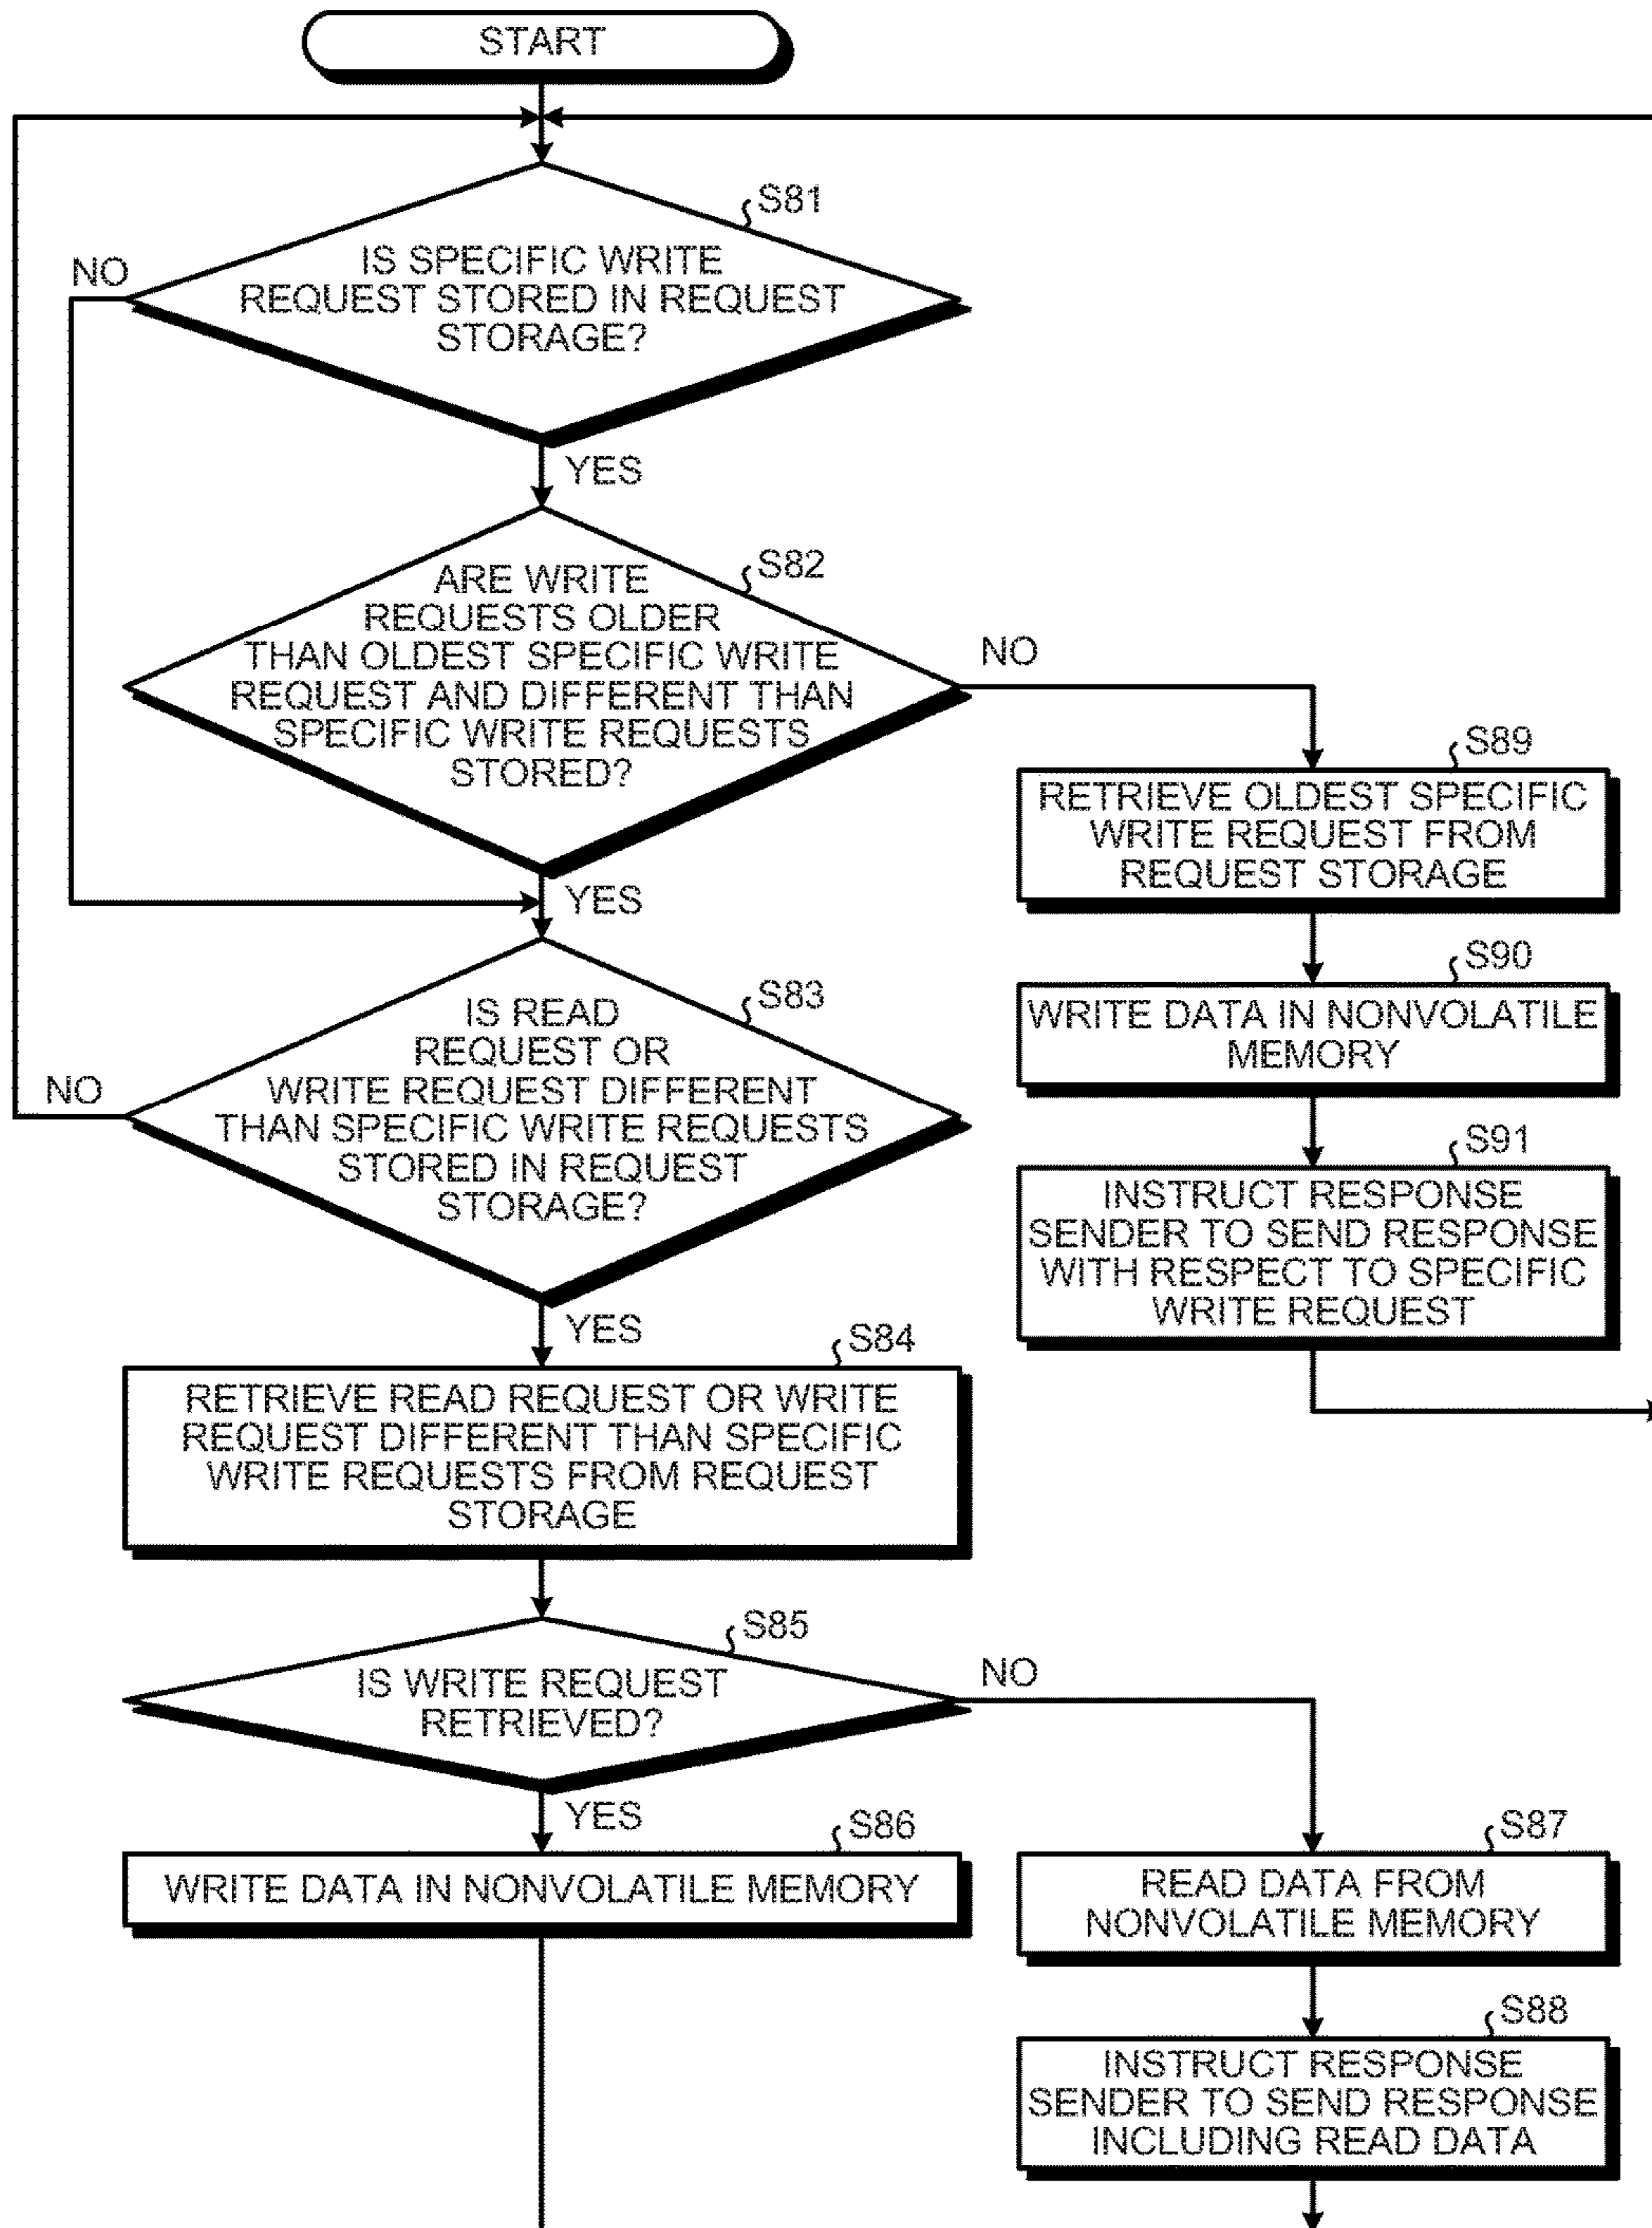 START
S81
IS SPECIFIC WRITE
REQUEST STORED IN REQUEST
STORAGE?
NO
YES
S82
ARE WRITE
REQUESTS OLDER
THAN OLDEST SPECIFIC WRITE
REQUEST AND DIFFERENT THAN
SPECIFIC WRITE REQUESTS
STORED?
NO
YES
S89
RETRIEVE OLDEST SPECIFIC
WRITE REQUEST FROM
REQUEST STORAGE
S90
WRITE DATA IN NONVOLATILE
MEMORY
S91
INSTRUCT RESPONSE
SENDER TO SEND RESPONSE
WITH RESPECT TO SPECIFIC
WRITE REQUEST
S83
IS READ
REQUEST OR
WRITE REQUEST DIFFERENT
THAN SPECIFIC WRITE REQUESTS
STORED IN REQUEST
STORAGE?
NO
YES
S84
RETRIEVE READ REQUEST OR WRITE
REQUEST DIFFERENT THAN SPECIFIC
WRITE REQUESTS FROM REQUEST
STORAGE
S85
IS WRITE REQUEST
RETRIEVED?
NO
YES
S86
WRITE DATA IN NONVOLATILE MEMORY
S87
READ DATA FROM
NONVOLATILE MEMORY
S88
INSTRUCT RESPONSE
SENDER TO SEND RESPONSE
INCLUDING READ DATA